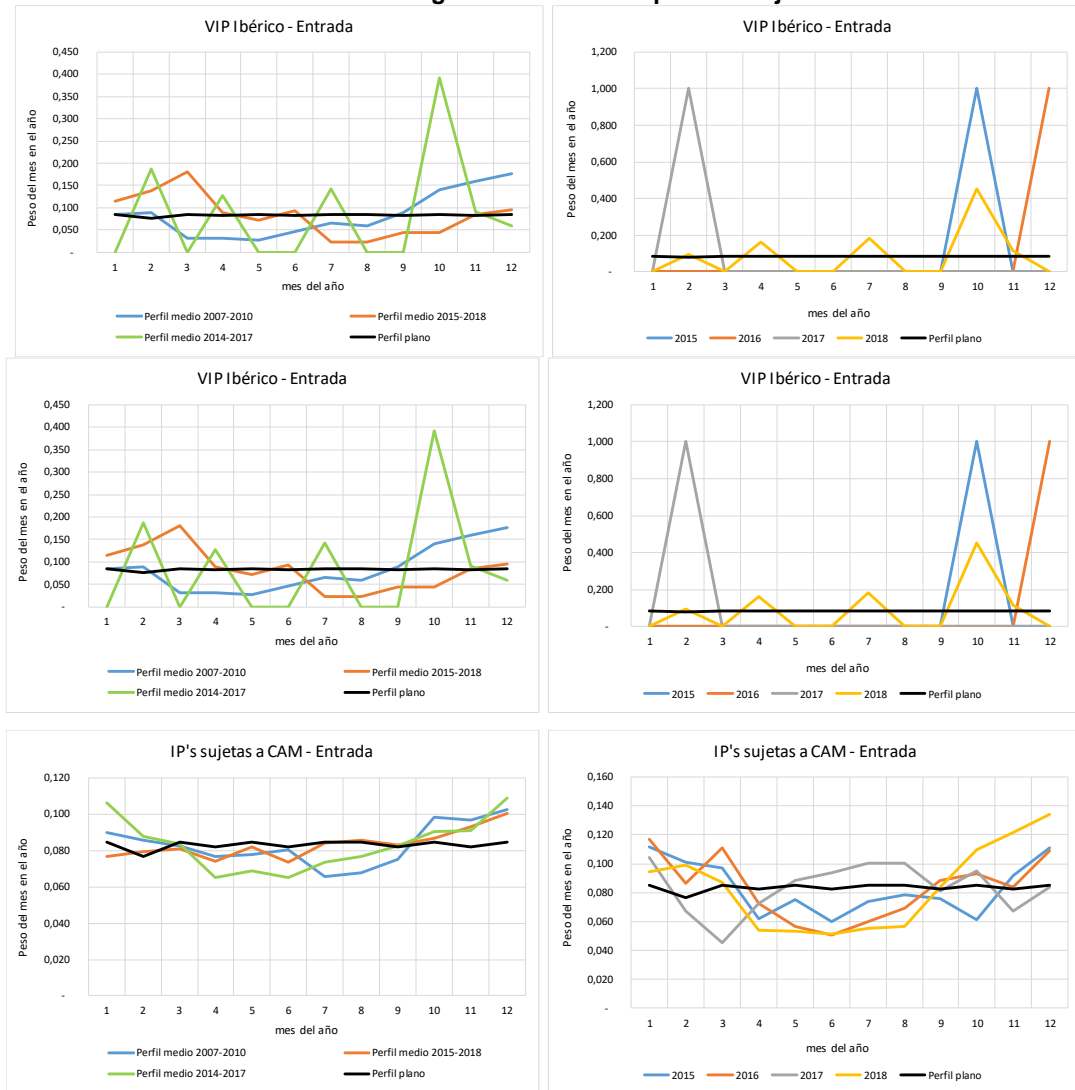 VIP Ibérico - Entrada
0,450
0,400
0,350
0,300
0,250
0,200
0,150
0,100
0,050
-
Peso del mes en el año
1 2 3 4 5 6 7 8 9 10 11 12
mes del año
Perfil medio 2007-2010 Perfil medio 2015-2018
Perfil medio 2014-2017 Perfil plano
VIP Ibérico - Entrada
1,200
1,000
0,800
0,600
0,400
0,200
-
Peso del mes en el año
1 2 3 4 5 6 7 8 9 10 11 12
mes del año
2015 2016 2017 2018 Perfil plano
VIP Ibérico - Entrada
0,450
0,400
0,350
0,300
0,250
0,200
0,150
0,100
0,050
-
Peso del mes en el año
1 2 3 4 5 6 7 8 9 10 11 12
mes del año
Perfil medio 2007-2010 Perfil medio 2015-2018
Perfil medio 2014-2017 Perfil plano
VIP Ibérico - Entrada
1,200
1,000
0,800
0,600
0,400
0,200
-
Peso del mes en el año
1 2 3 4 5 6 7 8 9 10 11 12
mes del año
2015 2016 2017 2018 Perfil plano
IP's sujetas a CAM - Entrada
0,120
0,100
0,080
0,060
0,040
0,020
-
Peso del mes en el año
1 2 3 4 5 6 7 8 9 10 11 12
mes del año
Perfil medio 2007-2010 Perfil medio 2015-2018
Perfil medio 2014-2017 Perfil plano
IP's sujetas a CAM - Entrada
0,160
0,140
0,120
0,100
0,080
0,060
0,040
0,020
-
Peso del mes en el año
1 2 3 4 5 6 7 8 9 10 11 12
mes del año
2015 2016 2017 2018 Perfil plano